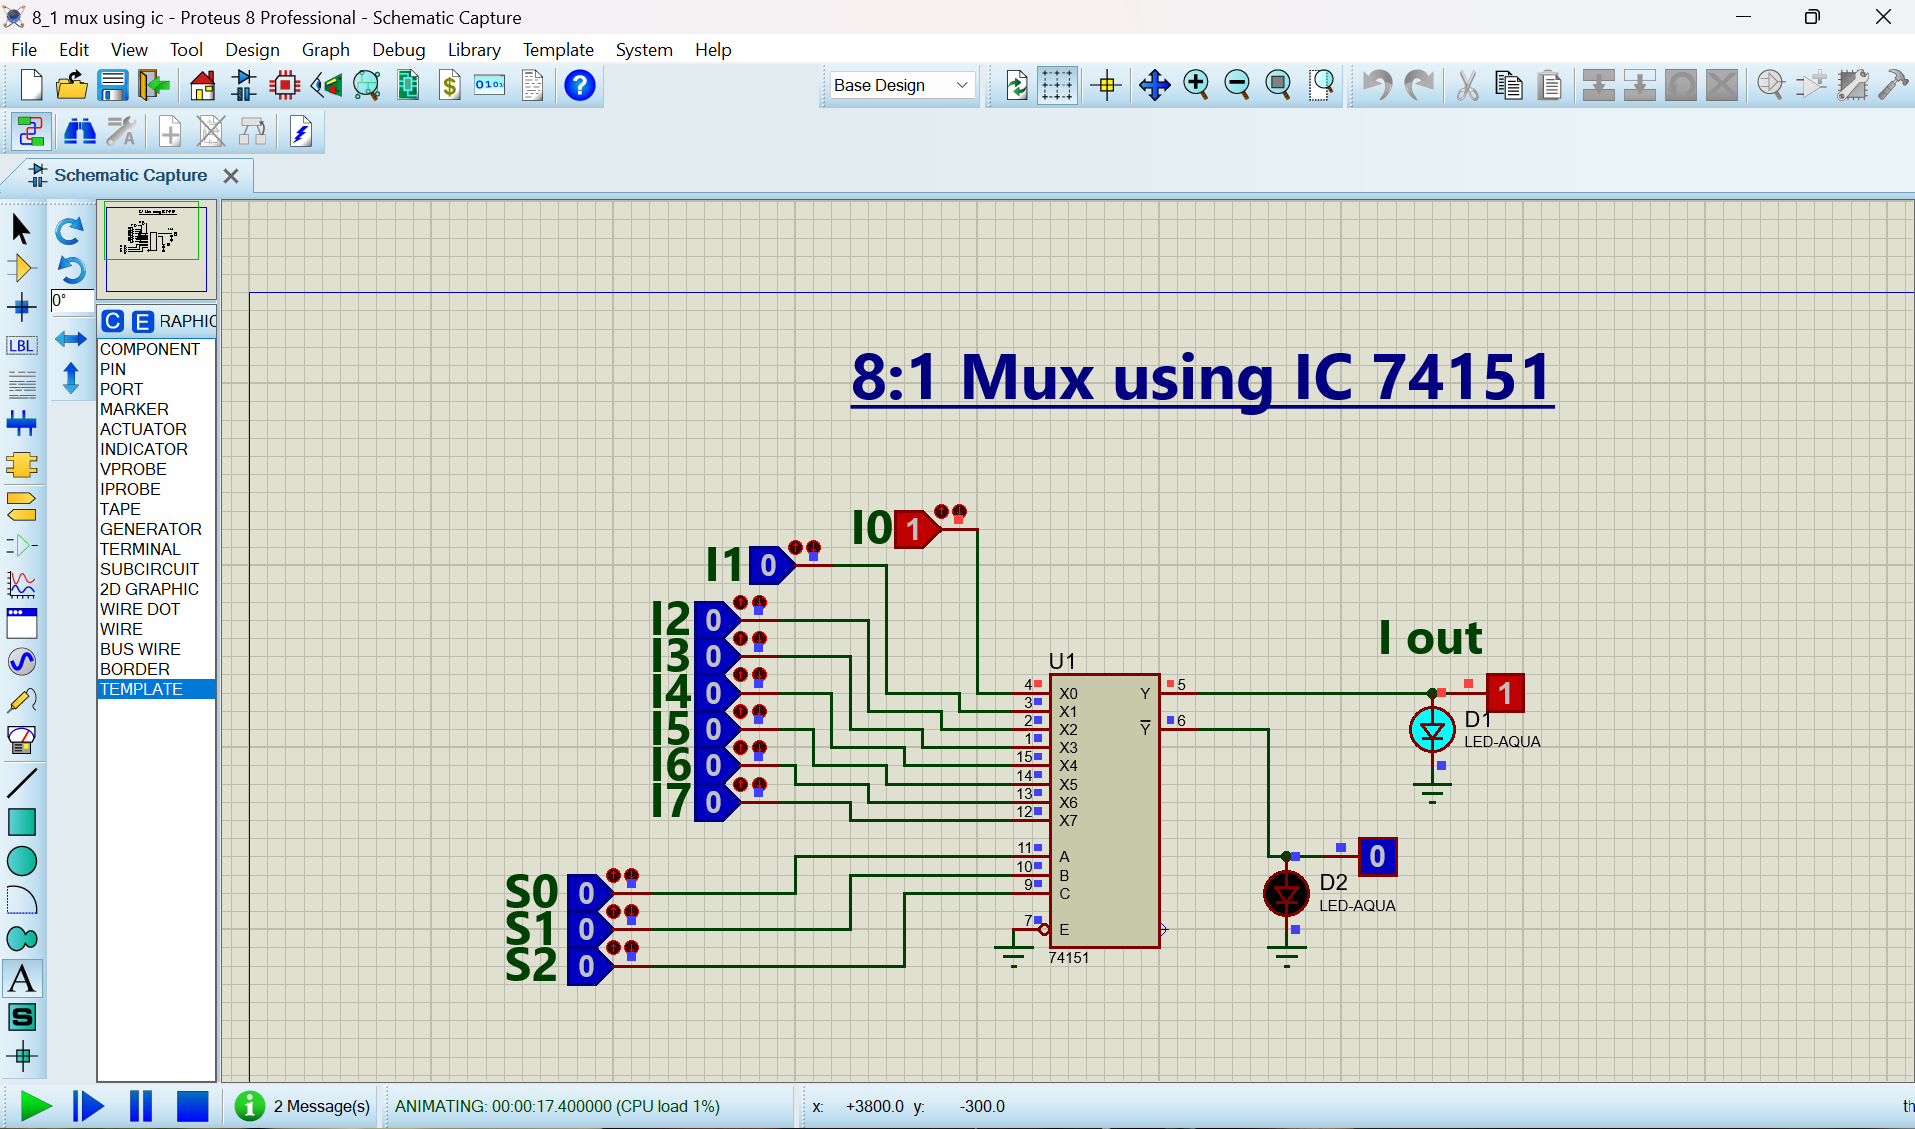 8_1 mux using ic - Proteus 8 Professional - Schematic Capture
File Edit View Tool Design Graph Debug Library Template System Help
Base Design
Schematic Capture
0°
C E RAPHIC
LBL
COMPONENT
PIN
PORT
MARKER
ACTUATOR
INDICATOR
VPROBE
IPROBE
TAPE
GENERATOR
TERMINAL
SUBCIRCUIT
2D GRAPHIC
WIRE DOT
WIRE
BUS WIRE
BORDER
TEMPLATE
8:1 Mux using IC 74151
I0 1
I1 0
I2 0
I3 0
I4 0
I5 0
I6 0
I7 0
S0 0
S1 0
S2 0
U1
4 X0
3 X1
2 X2
1 X3
15 X4
14 X5
13 X6
12 X7
11 A
10 B
9 C
7 E
Y 5
Y 6
74151
I out
1
D1
LED-AQUA
0
D2
LED-AQUA
A
S
2 Message(s)
ANIMATING: 00:00:17.400000 (CPU load 1%)
x: +3800.0 y: -300.0
th